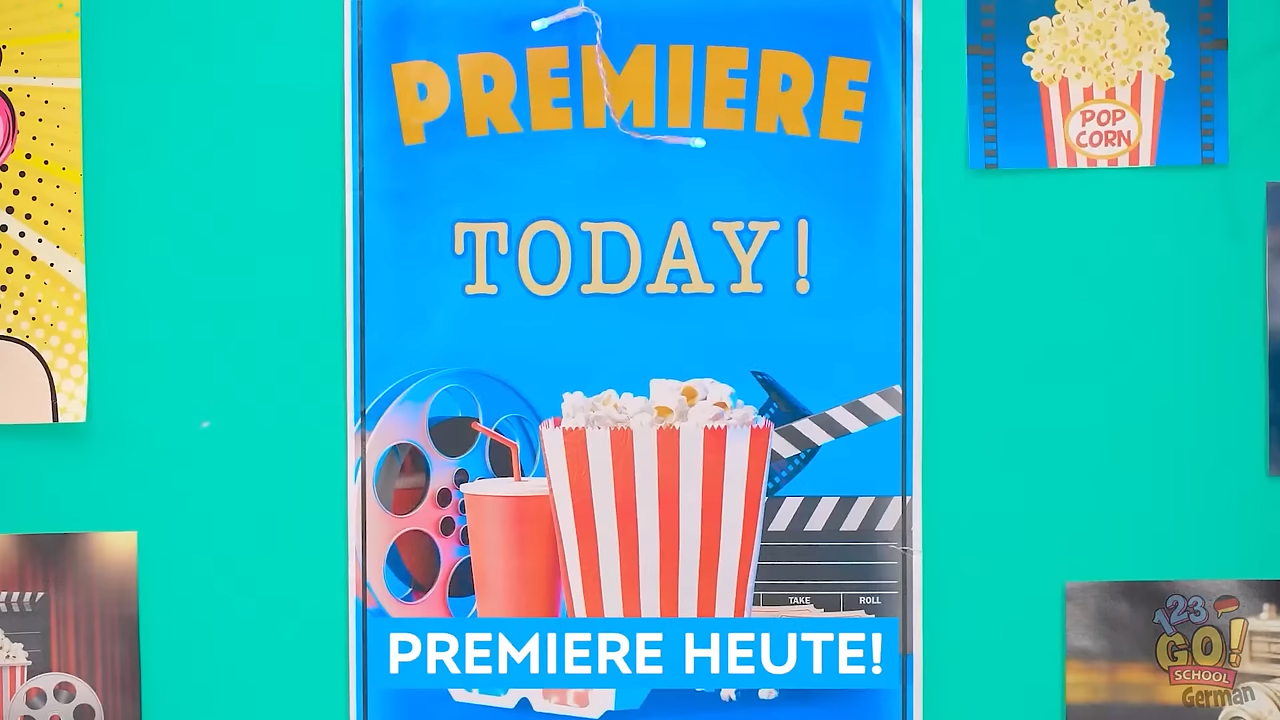 PREMIERE
TODAY!
POP
CORN
TAKE ROLL
PREMIERE HEUTE!
123
GO!
SCHOOL
German